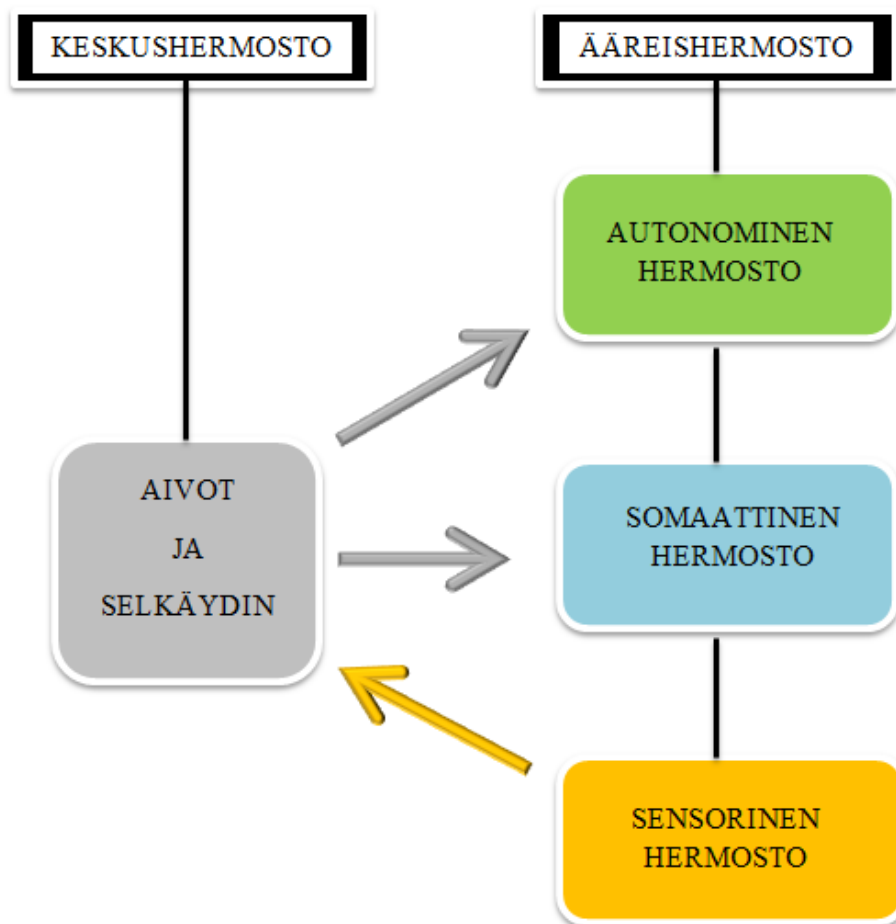 KESKUSHERMOSTO
ÄÄREISHERMOSTO
AUTONOMINEN
HERMOSTO
AIVOT
JA
SELKÄYDIN
SOMAATTINEN
HERMOSTO
SENSORINEN
HERMOSTO